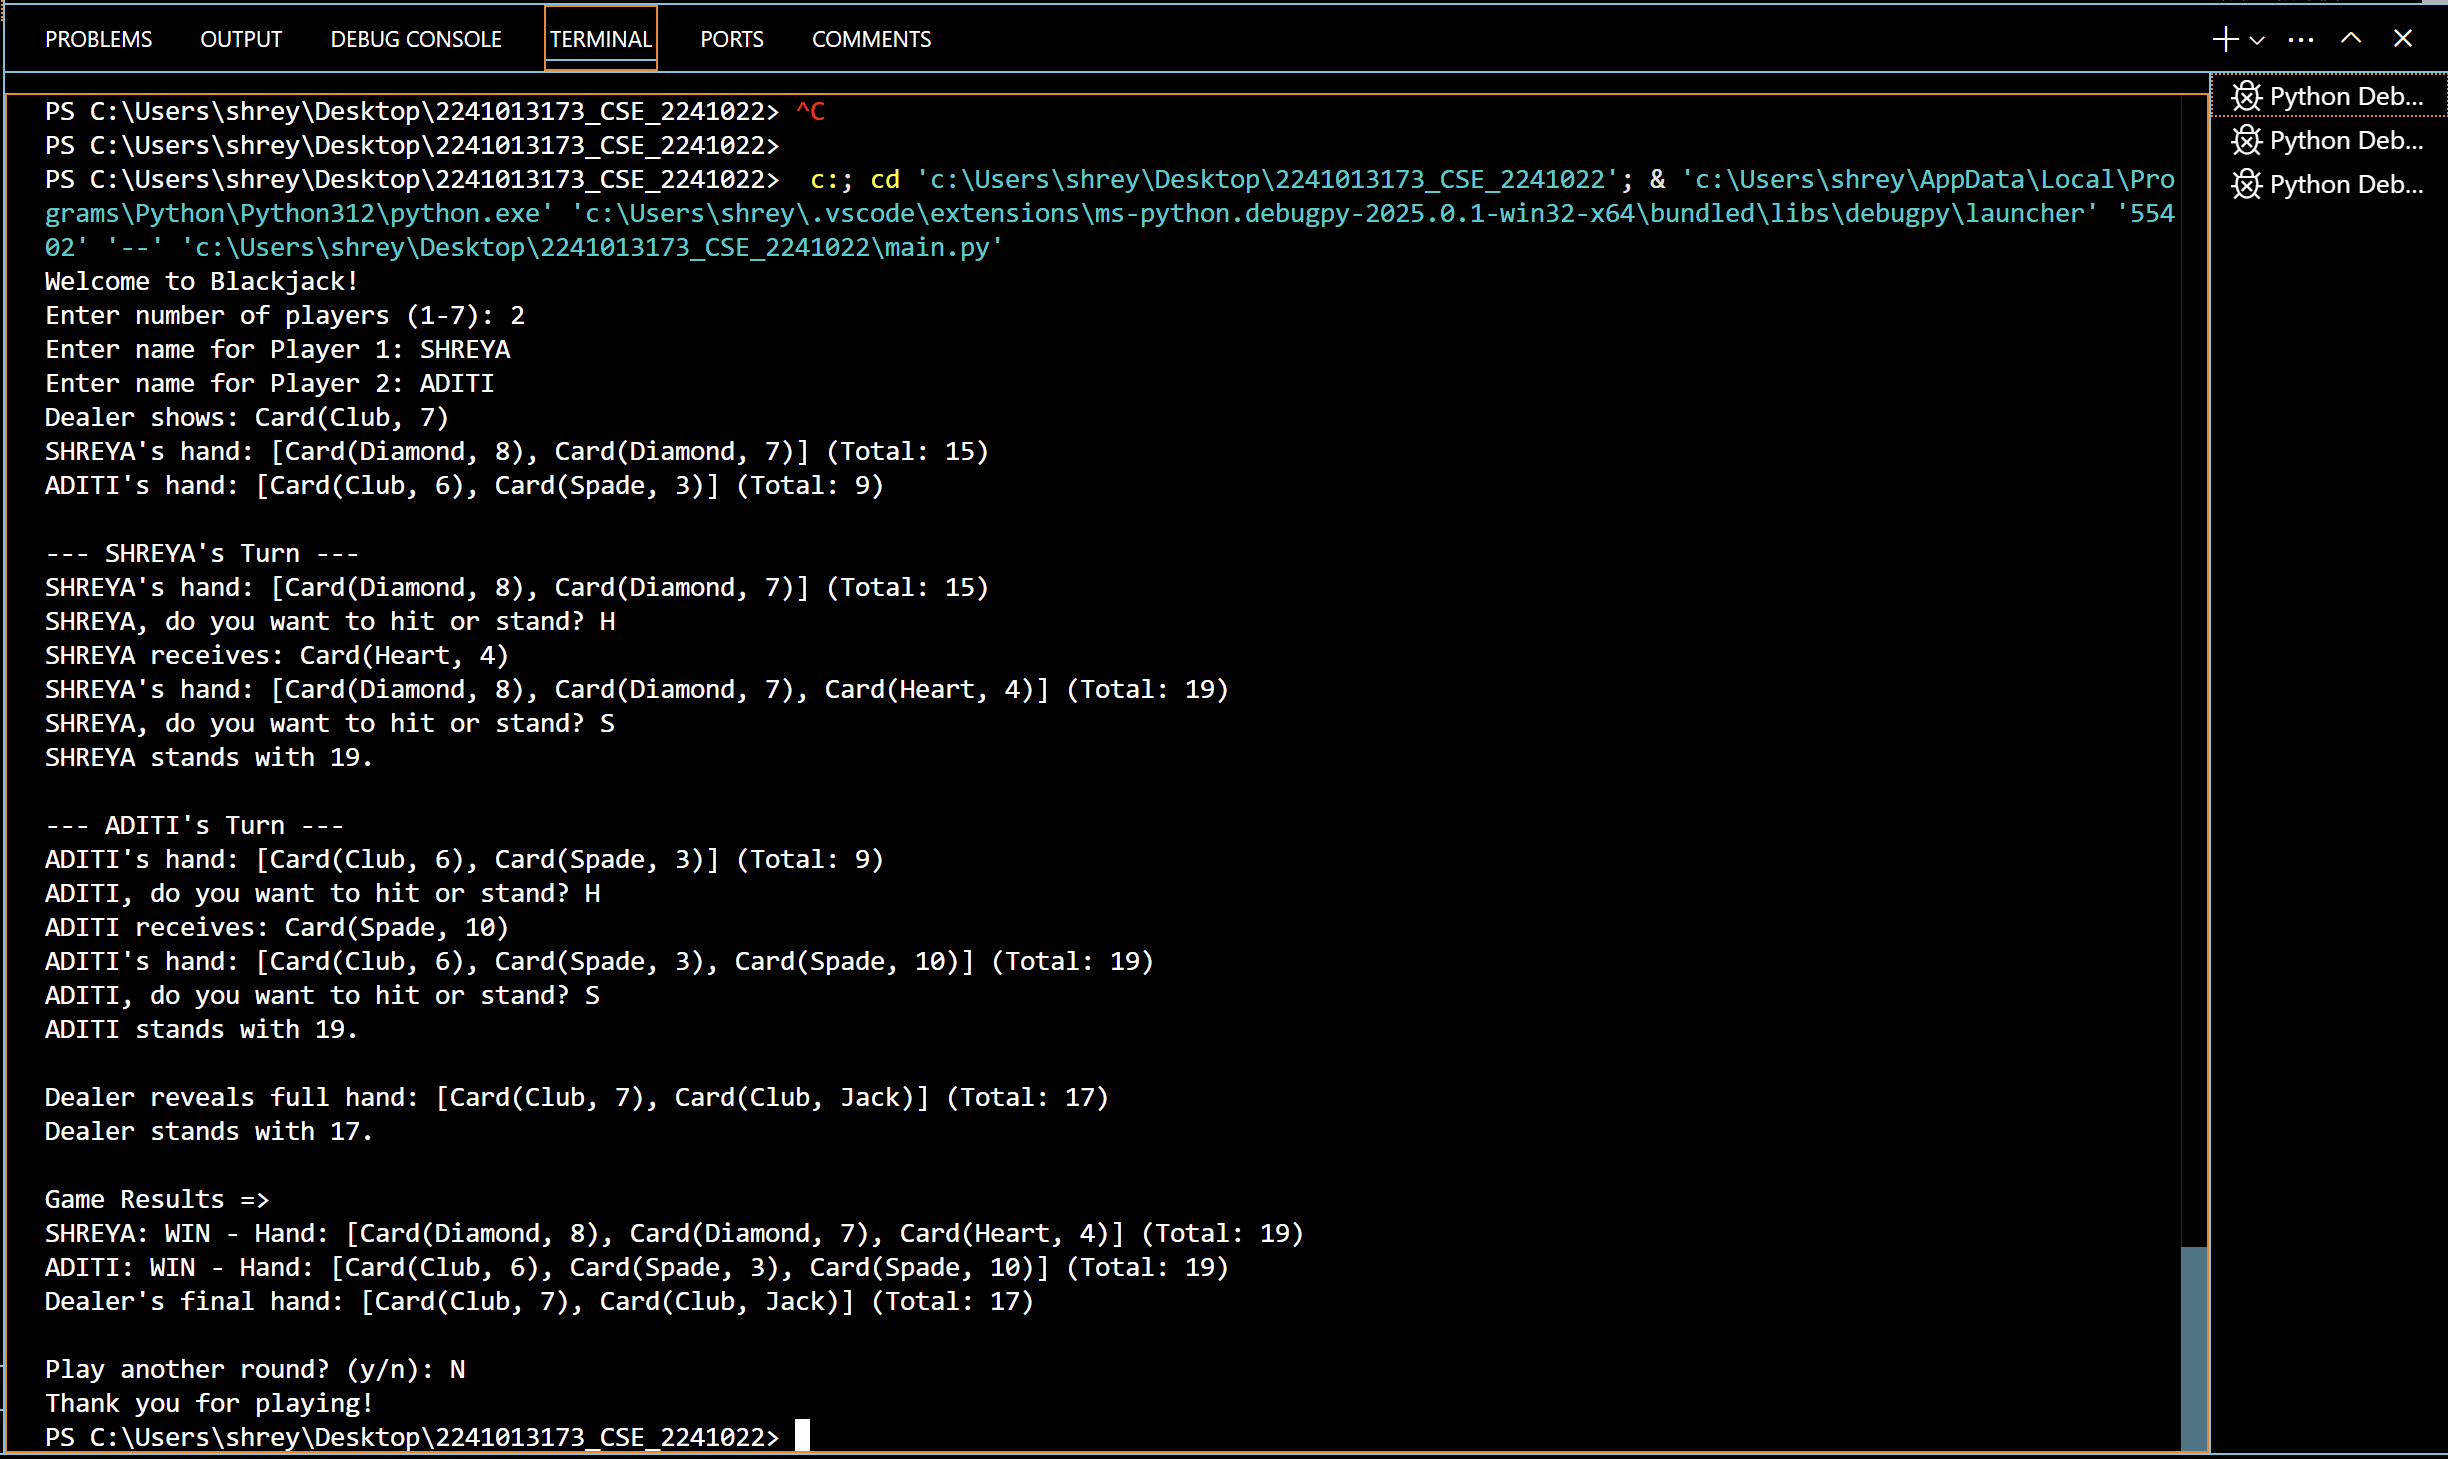 PROBLEMS OUTPUT DEBUG CONSOLE TERMINAL PORTS COMMENTS
PS C:\Users\shrey\Desktop\2241013173_CSE_2241022> ^C
PS C:\Users\shrey\Desktop\2241013173_CSE_2241022>
PS C:\Users\shrey\Desktop\2241013173_CSE_2241022>  c:; cd 'c:\Users\shrey\Desktop\2241013173_CSE_2241022'; & 'c:\Users\shrey\AppData\Local\Pro
grams\Python\Python312\python.exe' 'c:\Users\shrey\.vscode\extensions\ms-python.debugpy-2025.0.1-win32-x64\bundled\libs\debugpy\launcher' '554
02' '--' 'c:\Users\shrey\Desktop\2241013173_CSE_2241022\main.py'
Welcome to Blackjack!
Enter number of players (1-7): 2
Enter name for Player 1: SHREYA
Enter name for Player 2: ADITI
Dealer shows: Card(Club, 7)
SHREYA's hand: [Card(Diamond, 8), Card(Diamond, 7)] (Total: 15)
ADITI's hand: [Card(Club, 6), Card(Spade, 3)] (Total: 9)

--- SHREYA's Turn ---
SHREYA's hand: [Card(Diamond, 8), Card(Diamond, 7)] (Total: 15)
SHREYA, do you want to hit or stand? H
SHREYA receives: Card(Heart, 4)
SHREYA's hand: [Card(Diamond, 8), Card(Diamond, 7), Card(Heart, 4)] (Total: 19)
SHREYA, do you want to hit or stand? S
SHREYA stands with 19.

--- ADITI's Turn ---
ADITI's hand: [Card(Club, 6), Card(Spade, 3)] (Total: 9)
ADITI, do you want to hit or stand? H
ADITI receives: Card(Spade, 10)
ADITI's hand: [Card(Club, 6), Card(Spade, 3), Card(Spade, 10)] (Total: 19)
ADITI, do you want to hit or stand? S
ADITI stands with 19.

Dealer reveals full hand: [Card(Club, 7), Card(Club, Jack)] (Total: 17)
Dealer stands with 17.

Game Results =>
SHREYA: WIN - Hand: [Card(Diamond, 8), Card(Diamond, 7), Card(Heart, 4)] (Total: 19)
ADITI: WIN - Hand: [Card(Club, 6), Card(Spade, 3), Card(Spade, 10)] (Total: 19)
Dealer's final hand: [Card(Club, 7), Card(Club, Jack)] (Total: 17)

Play another round? (y/n): N
Thank you for playing!
PS C:\Users\shrey\Desktop\2241013173_CSE_2241022>
Python Deb...
Python Deb...
Python Deb...